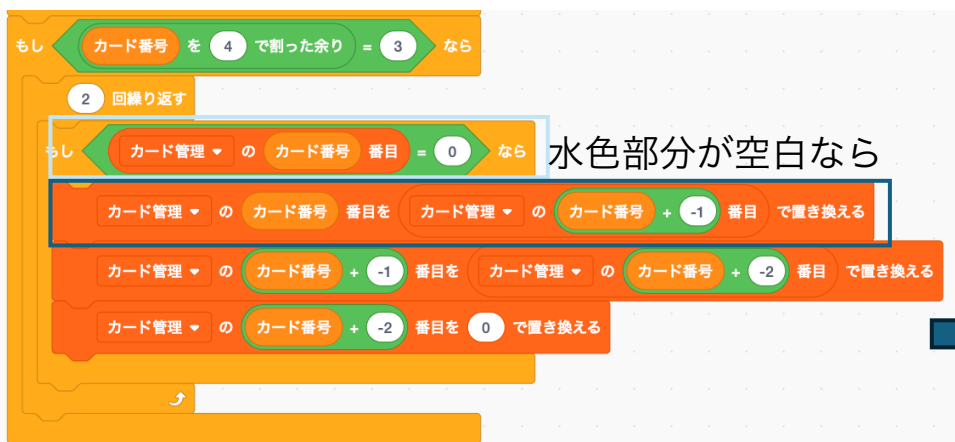 もし カード番号 を 4 で割った余り = 3 なら
2 回繰り返す
もし カード管理 の カード番号 番目 = 0 なら
水色部分が空白なら
カード管理 の カード番号 番目を カード管理 の カード番号 + -1 番目 で置き換える
カード管理 の カード番号 + -1 番目を カード管理 の カード番号 + -2 番目 で置き換える
カード管理 の カード番号 + -2 番目を 0 で置き換える